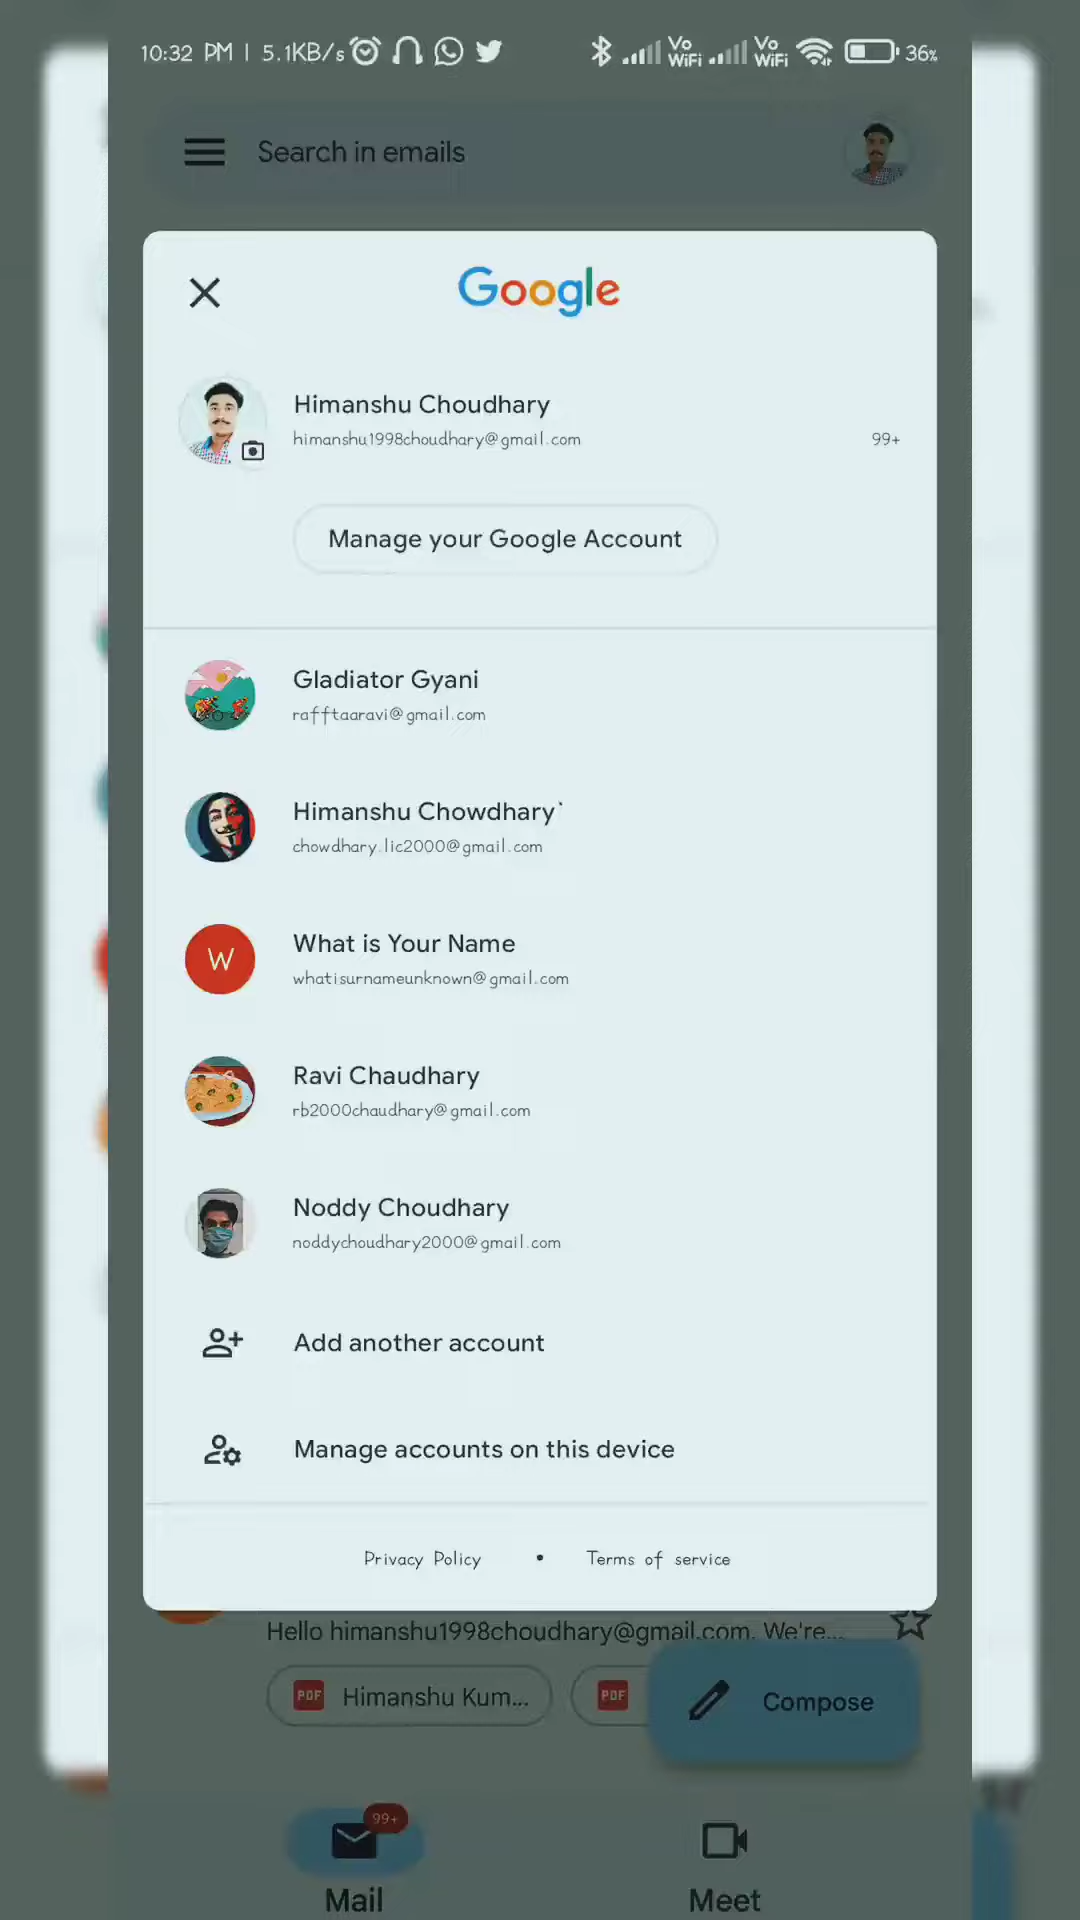 10:32 PM | 5.1KB/s Vo WiFi Vo WiFi 36%
Search in emails
Google
Himanshu Choudhary
himanshu1998choudhary@gmail.com 99+
Manage your Google Account
Gladiator Gyani
rafftaaravi@gmail.com
Himanshu Chowdhary`
chowdhary.lic2000@gmail.com
W
What is Your Name
whatisurnameunknown@gmail.com
Ravi Chaudhary
rb2000chaudhary@gmail.com
Noddy Choudhary
noddychoudhary2000@gmail.com
Add another account
Manage accounts on this device
Privacy Policy • Terms of service
Hello himanshu1998choudhary@gmail.com. We're...
PDF Himanshu Kum... PDF
Compose
99+
Mail Meet